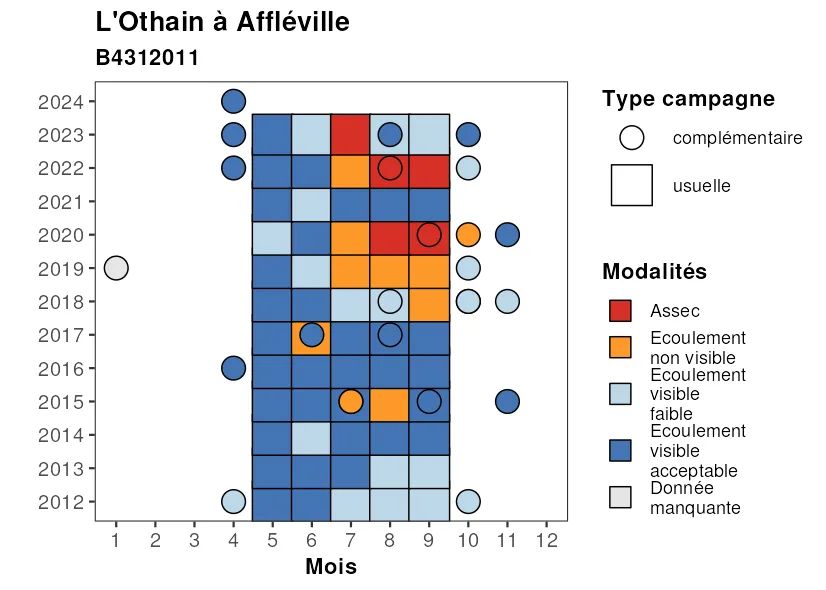 L'Othain à Affléville
B4312011
2024
2023
2022
2021
2020
2019
2018
2017
2016
2015
2014
2013
2012
1 2 3 4 5 6 7 8 9 10 11 12
Mois
Type campagne
complémentaire
usuelle
Modalités
Assec
Ecoulement
non visible
Ecoulement
visible
faible
Ecoulement
visible
acceptable
Donnée
manquante